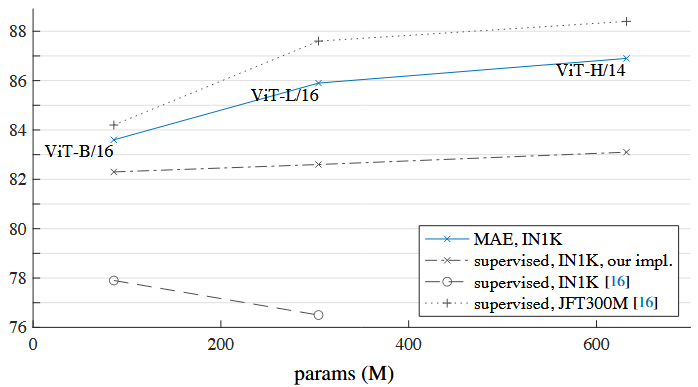 88
86
84
82
80
78
76
0
200
400
600
params (M)
ViT-B/16
ViT-L/16
ViT-H/14
MAE, IN1K
supervised, IN1K, our impl.
supervised, IN1K [16]
supervised, JFT300M [16]